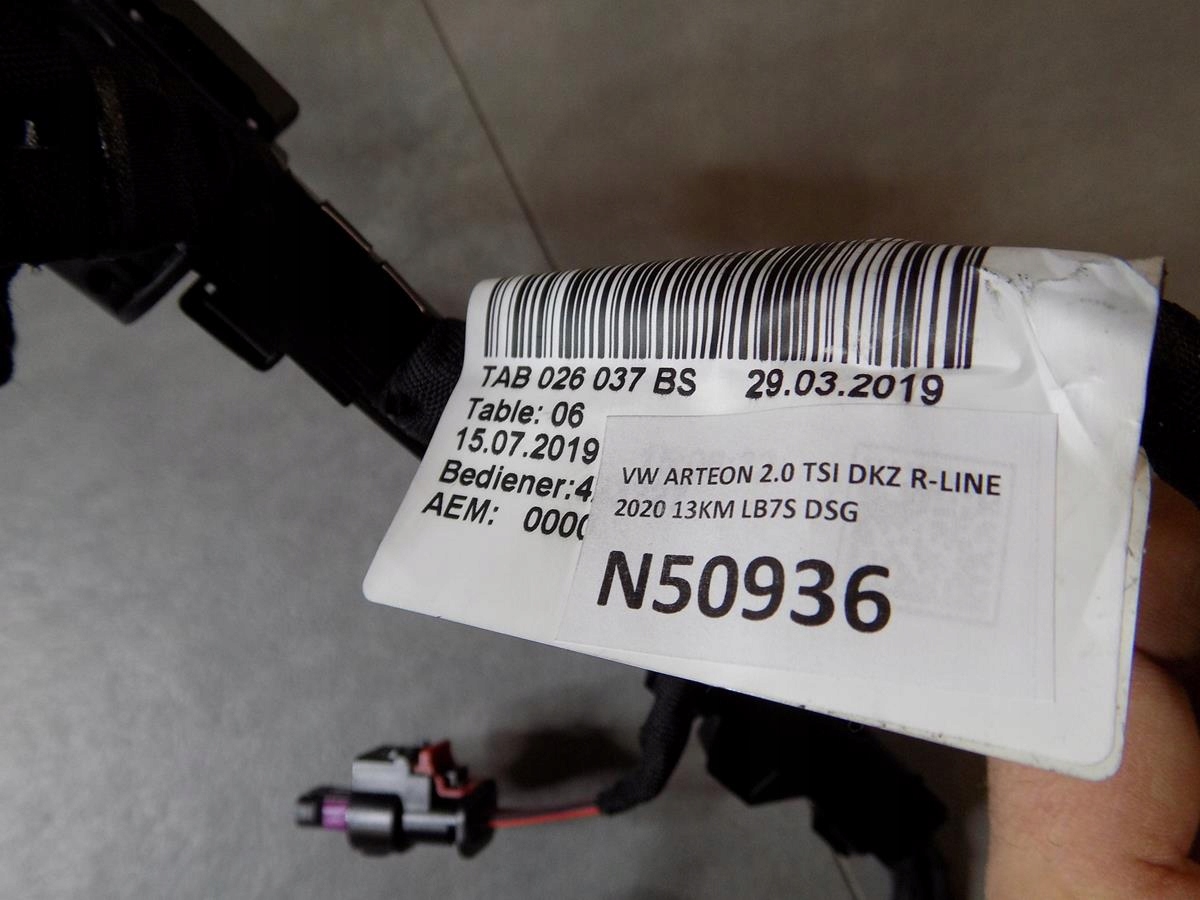 TAB 026 037 BS 29.03.2019
Table: 06
15.07.2019
Bediener:4
AEM: 0000
VW ARTEON 2.0 TSI DKZ R-LINE
2020 13KM LB7S DSG
N50936